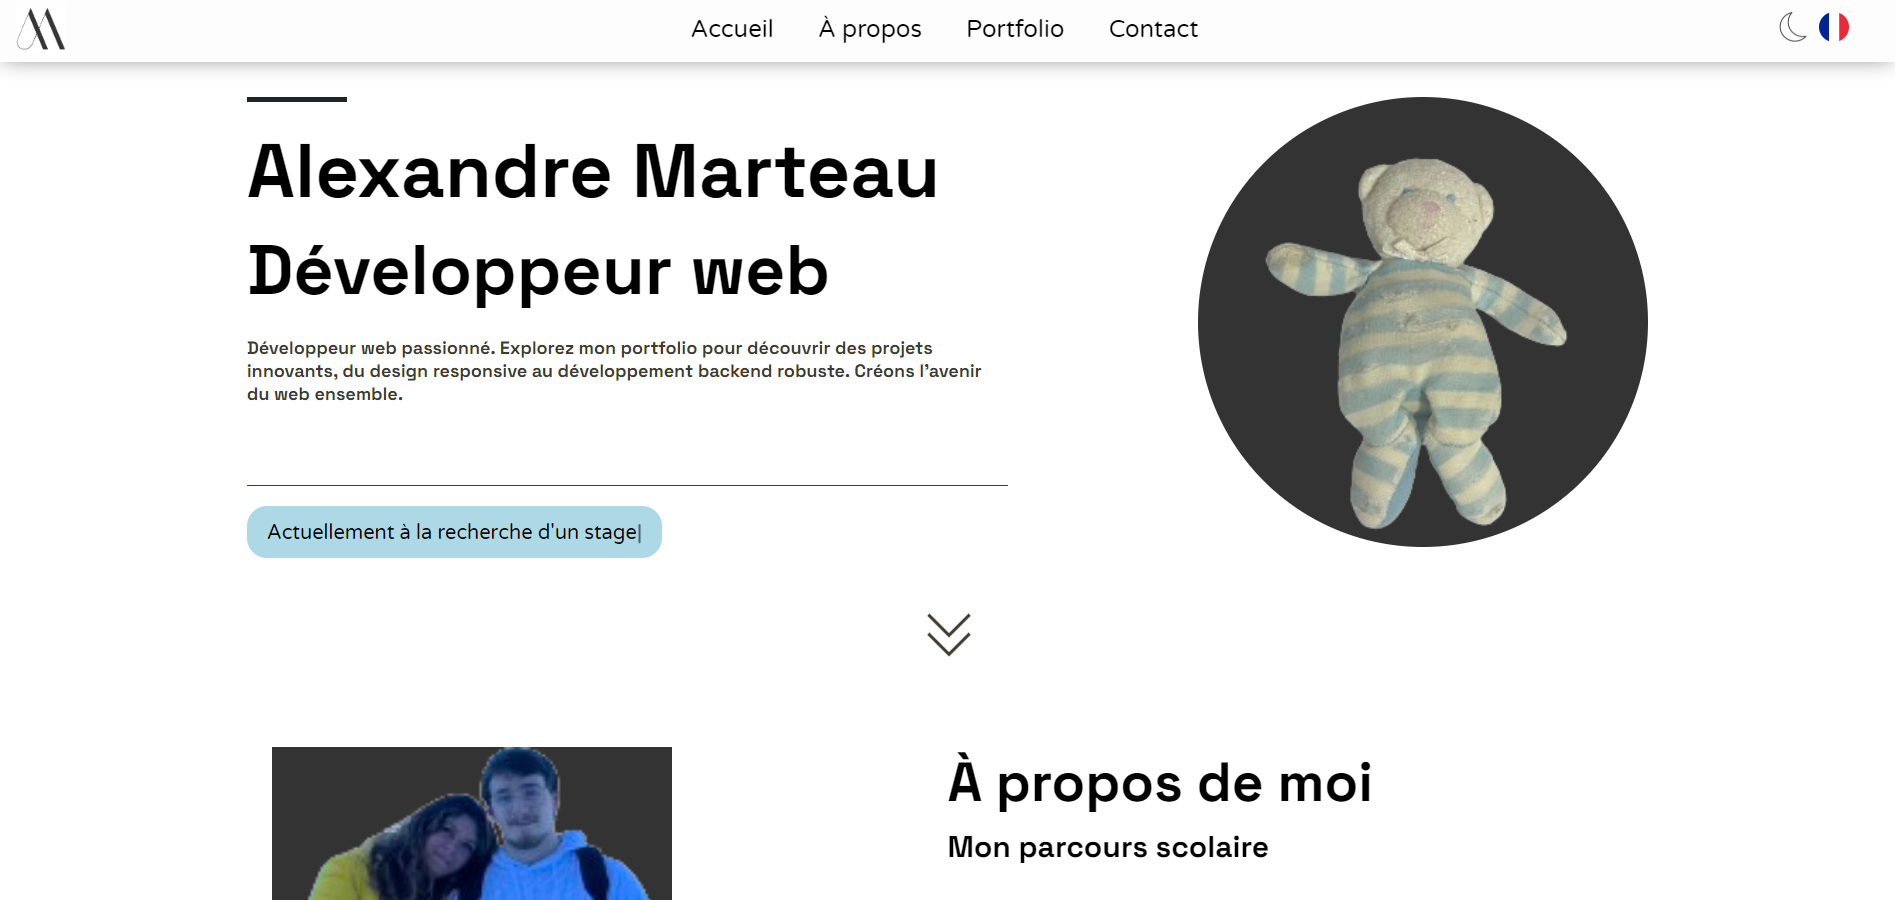 Accueil À propos Portfolio Contact
Alexandre Marteau
Développeur web
Développeur web passionné. Explorez mon portfolio pour découvrir des projets
innovants, du design responsive au développement backend robuste. Créons l'avenir
du web ensemble.
Actuellement à la recherche d'un stage|
À propos de moi
Mon parcours scolaire